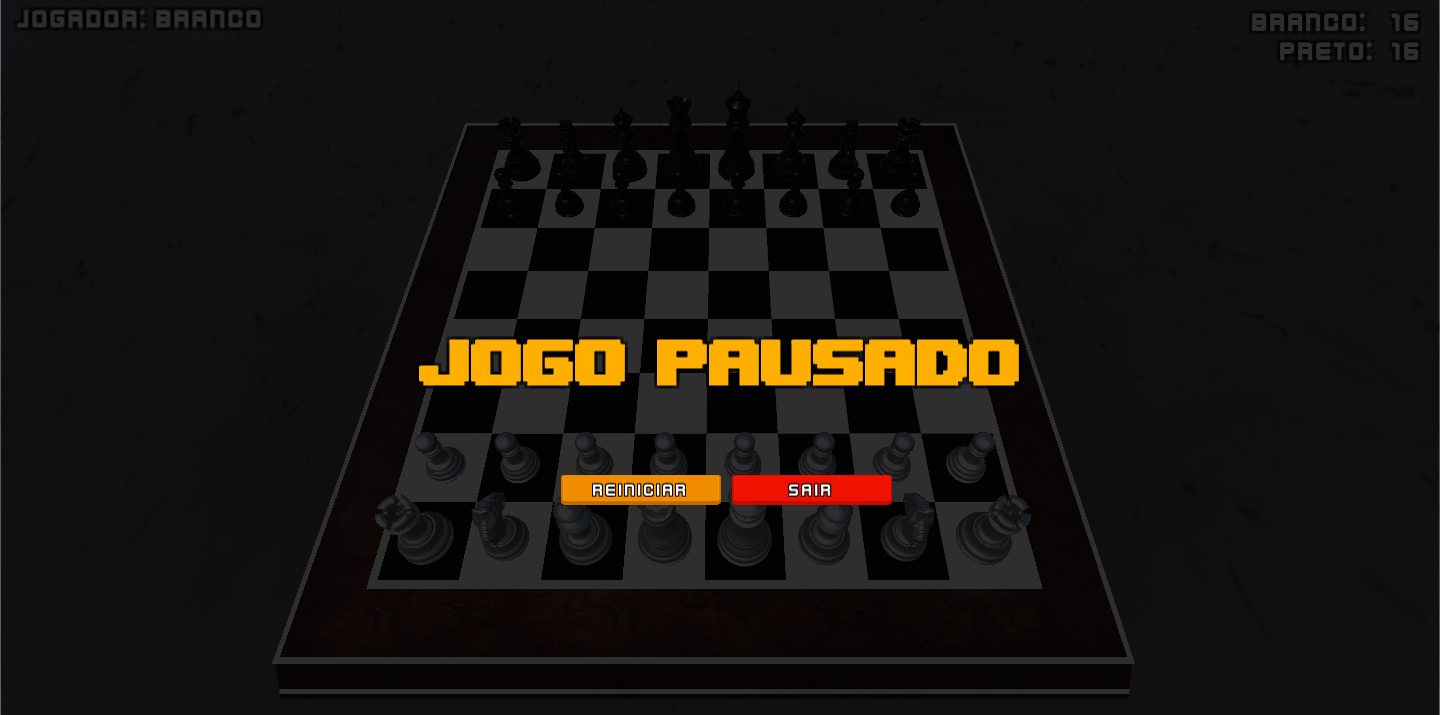 JOGADOR: BRANCO
BRANCO: 16
PRETO: 16
JOGO PAUSADO
REINICIAR
SAIR